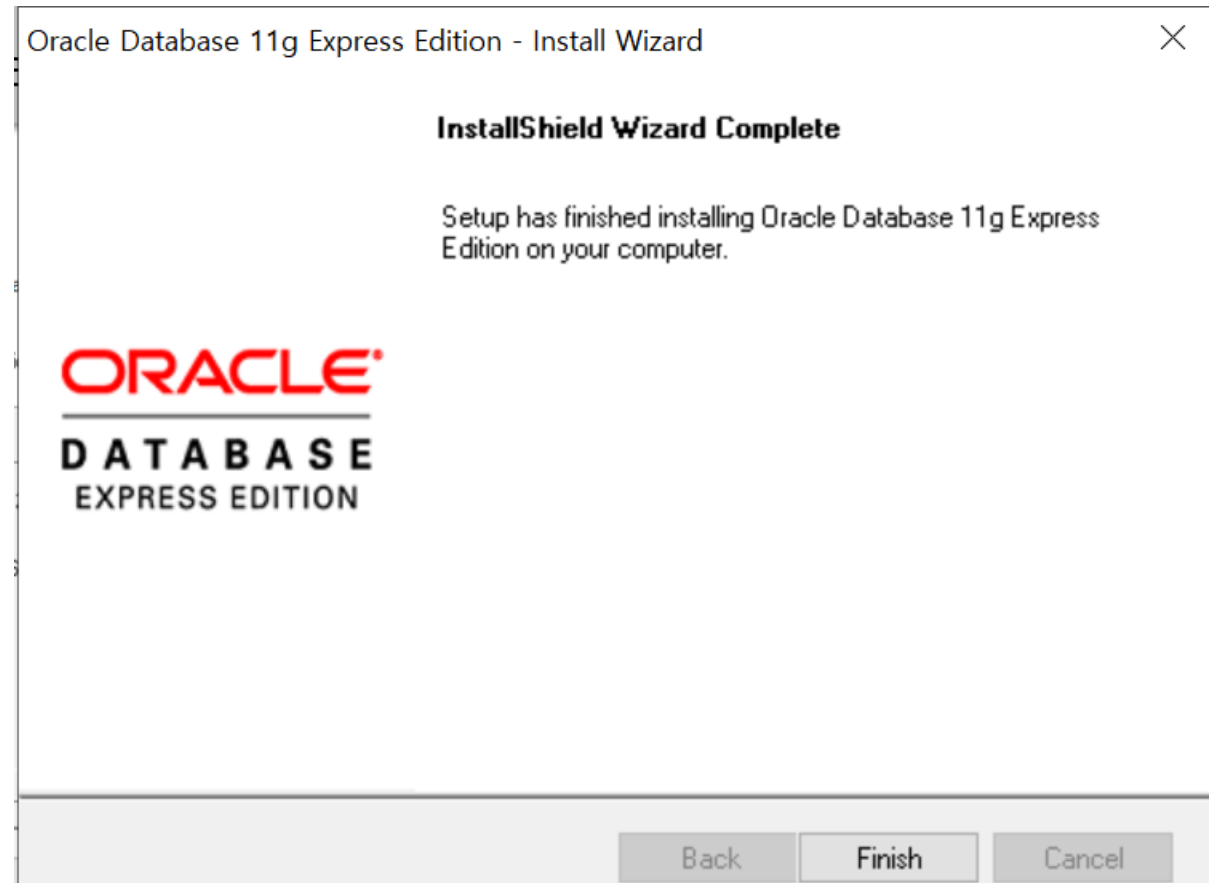 Oracle Database 11g Express Edition - Install Wizard
InstallShield Wizard Complete
Setup has finished installing Oracle Database 11g Express
Edition on your computer.
ORACLE
DATABASE
EXPRESS EDITION
Back
Finish
Cancel